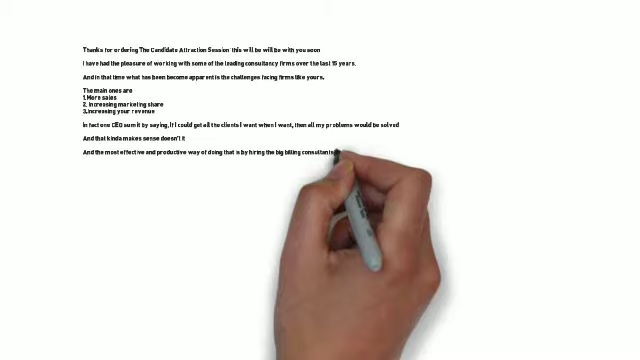 Thanks for ordering The Candidate Attraction Session this will be will be with you soon
I have had the pleasure of working with some of the leading consultancy firms over the last 15 years.
And in that time what has been become apparent is the challenges facing firms like yours.
The main ones are
1.More sales
2. Increasing marketing share
3.Increasing your revenue
In fact one CEO sum it by saying, If I could get all the clients I want when I want, then all my problems would be solved
And that kinda makes sense doesn't it
And the most effective and productive way of doing that is by hiring the big billing consultants